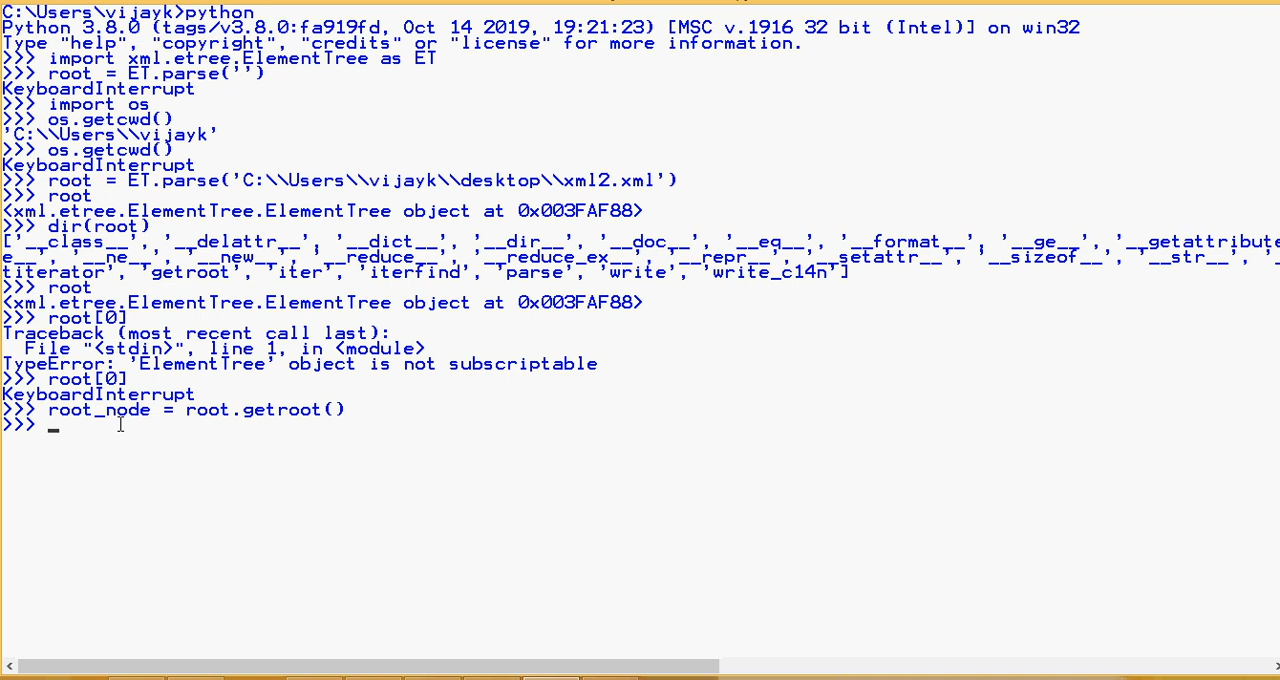 C:\Users\vijayk>python
Python 3.8.0 (tags/v3.8.0:fa919fd, Oct 14 2019, 19:21:23) [MSC v.1916 32 bit (Intel)] on win32
Type "help", "copyright", "credits" or "license" for more information.
>>> import xml.etree.ElementTree as ET
>>> root = ET.parse('')
KeyboardInterrupt
>>> import os
>>> os.getcwd()
'C:\\Users\\vijayk'
>>> os.getcwd()
KeyboardInterrupt
>>> root = ET.parse('C:\\Users\\vijayk\\desktop\\xml2.xml')
>>> root
<xml.etree.ElementTree.ElementTree object at 0x003FAF88>
>>> dir(root)
['__class__', '__delattr__', '__dict__', '__dir__', '__doc__', '__eq__', '__format__', '__ge__', '__getattribute
e__', '__ne__', '__new__', '__reduce__', '__reduce_ex__', '__repr__', '__setattr__', '__sizeof__', '__str__', '_
titerator', 'getroot', 'iter', 'iterfind', 'parse', 'write', 'write_c14n']
>>> root
<xml.etree.ElementTree.ElementTree object at 0x003FAF88>
>>> root[0]
Traceback (most recent call last):
  File "<stdin>", line 1, in <module>
TypeError: 'ElementTree' object is not subscriptable
>>> root[0]
KeyboardInterrupt
>>> root_node = root.getroot()
>>> _